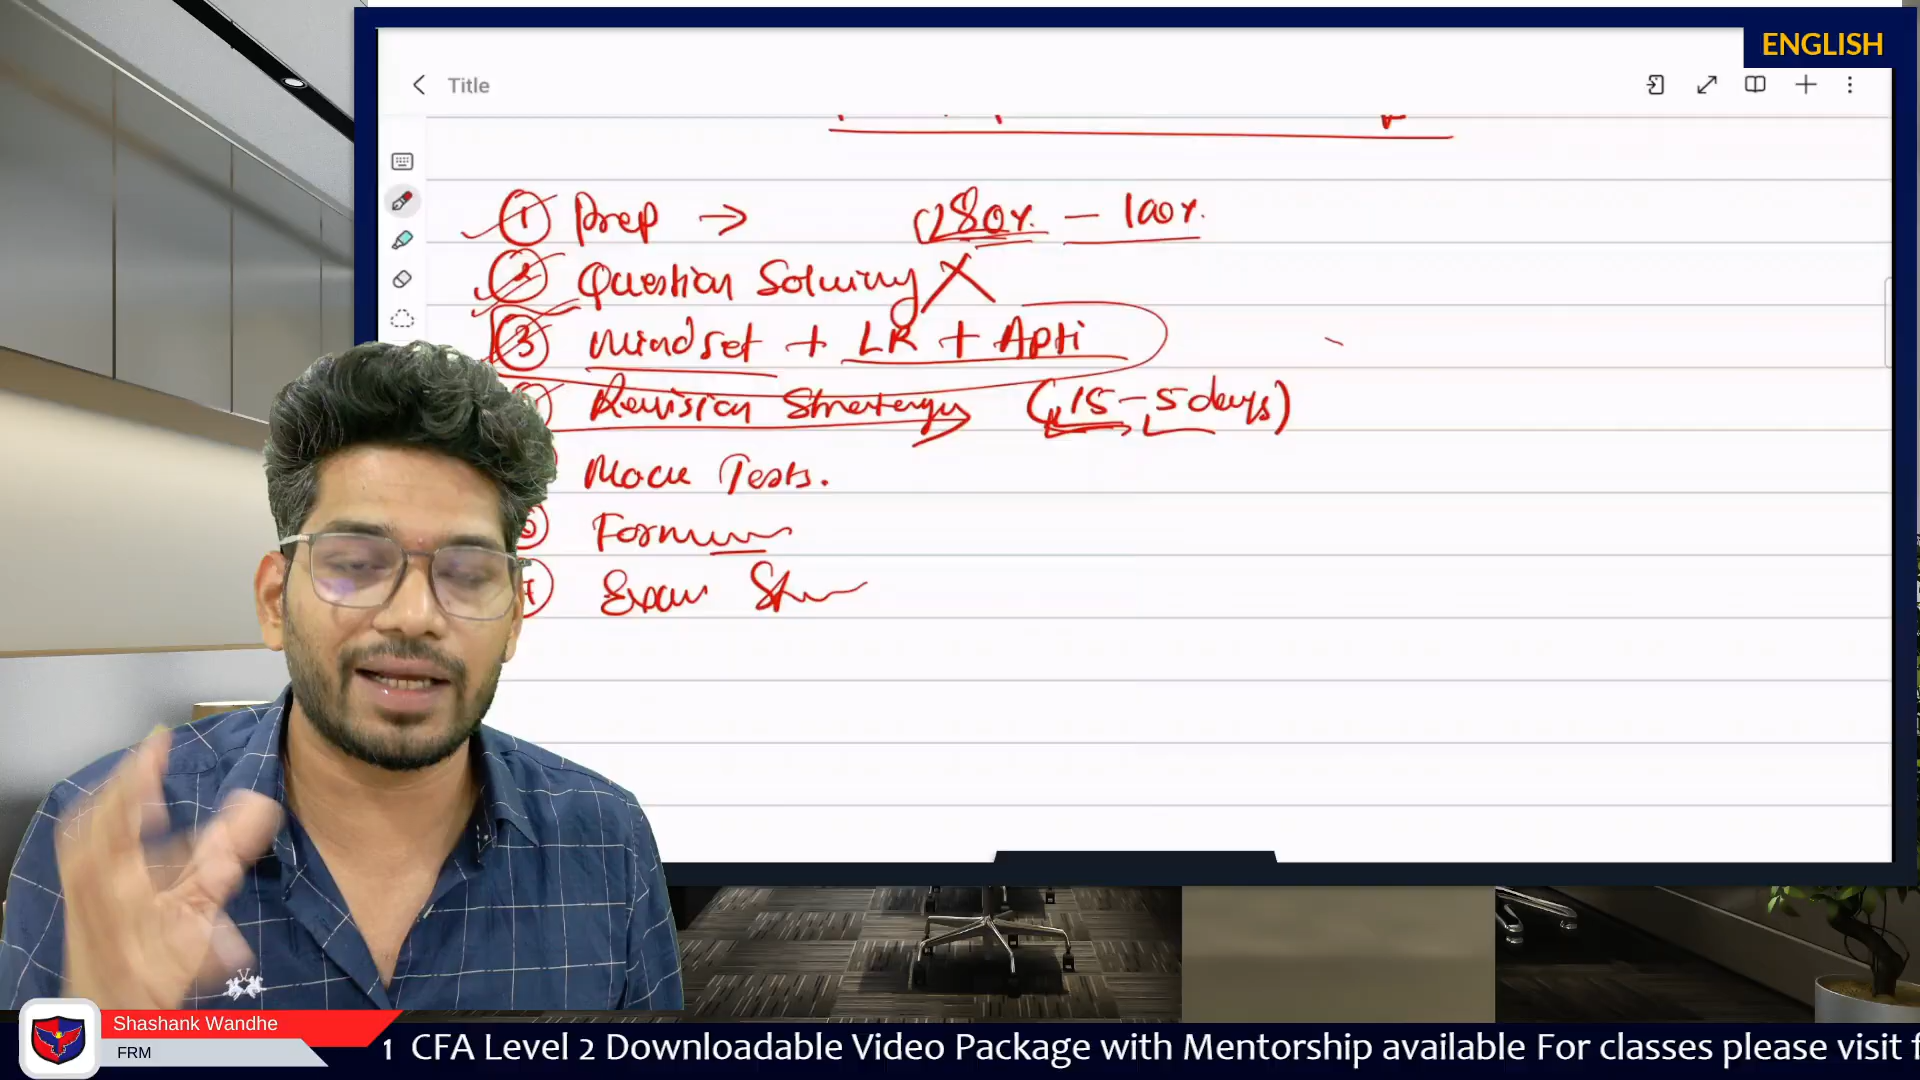 ENGLISH
Title
① Prep → 80% - 100%
② Question Solving X
③ Mindset + LR + Apti
Revision Strategy (15 - 5 days)
Mock Tests.
Form
Exam St
Shashank Wandhe
FRM
1 CFA Level 2 Downloadable Video Package with Mentorship available For classes please visit f